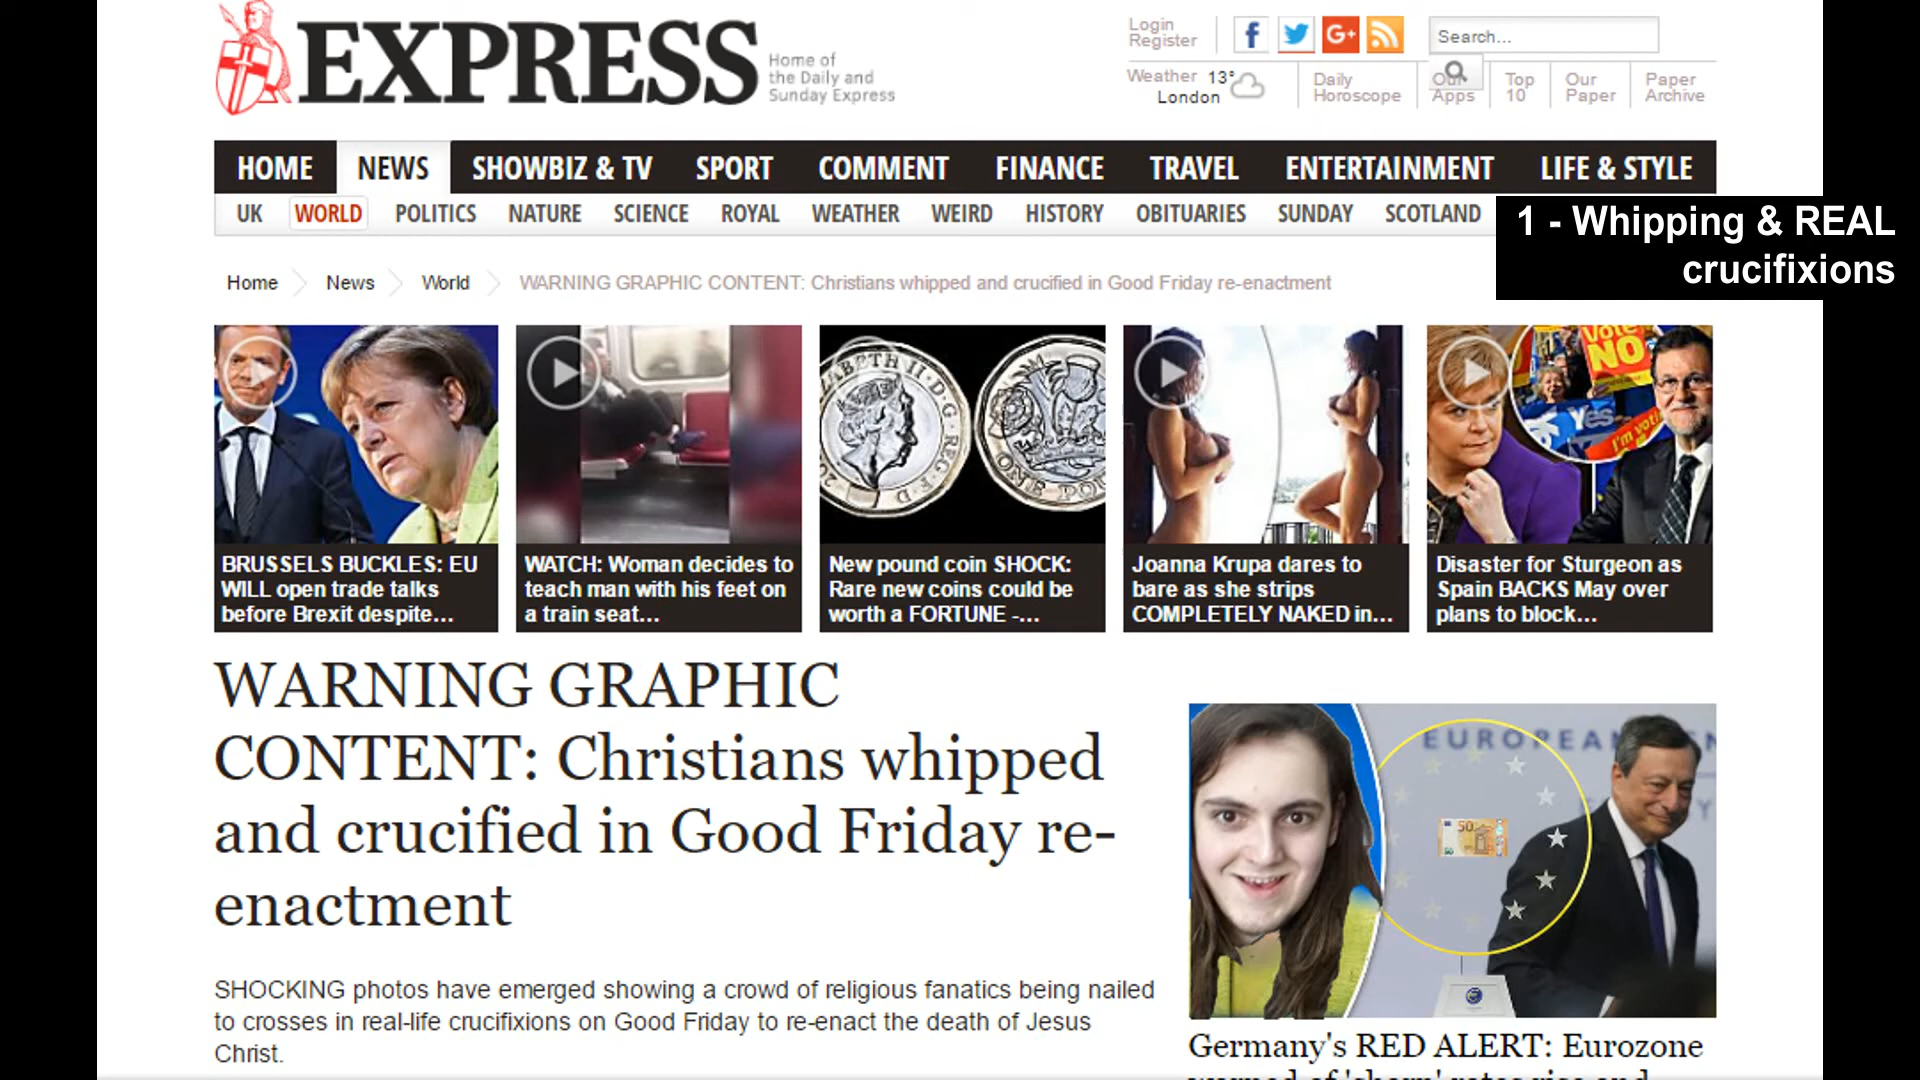 EXPRESS
Home of
the Daily and
Sunday Express
Login
Register
Search...
Weather 13°
London
Daily
Horoscope
Our
Apps
Top
10
Our
Paper
Paper
Archive
HOME NEWS SHOWBIZ & TV SPORT COMMENT FINANCE TRAVEL ENTERTAINMENT LIFE & STYLE
UK WORLD POLITICS NATURE SCIENCE ROYAL WEATHER WEIRD HISTORY OBITUARIES SUNDAY SCOTLAND
1 - Whipping & REAL
crucifixions
Home News World WARNING GRAPHIC CONTENT: Christians whipped and crucified in Good Friday re-enactment
Vote
NO
Yes
I'm voti
ONE POU
BRUSSELS BUCKLES: EU
WILL open trade talks
before Brexit despite...
WATCH: Woman decides to
teach man with his feet on
a train seat...
New pound coin SHOCK:
Rare new coins could be
worth a FORTUNE -...
Joanna Krupa dares to
bare as she strips
COMPLETELY NAKED in...
Disaster for Sturgeon as
Spain BACKS May over
plans to block...
WARNING GRAPHIC
CONTENT: Christians whipped
and crucified in Good Friday re-
enactment
SHOCKING photos have emerged showing a crowd of religious fanatics being nailed
to crosses in real-life crucifixions on Good Friday to re-enact the death of Jesus
Christ.
EUROPEAN
50
Germany's RED ALERT: Eurozone